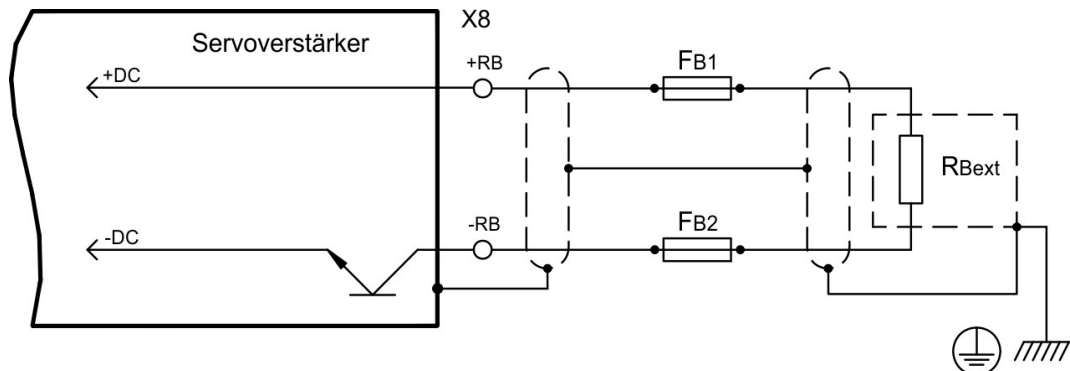 X8
Servoverstärker
+DC
+RB
FB1
RBext
-DC
-RB
FB2